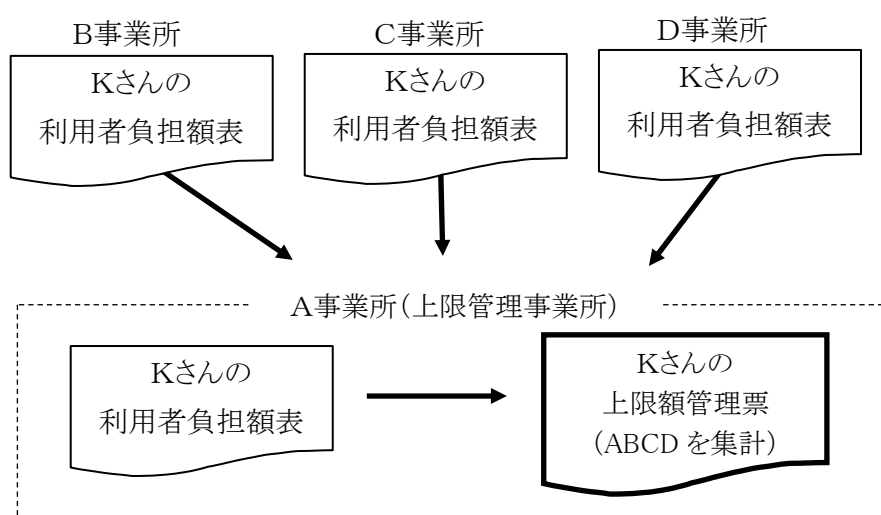 B事業所
Kさんの
利用者負担額表
C事業所
Kさんの
利用者負担額表
D事業所
Kさんの
利用者負担額表
A事業所(上限管理事業所)
Kさんの
利用者負担額表
Kさんの
上限額管理票
(ABCDを集計)